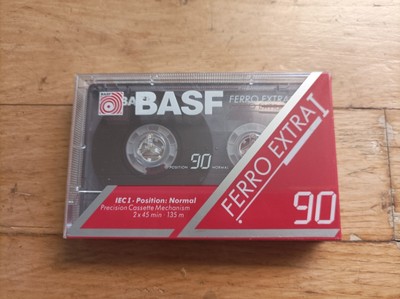 BASF
BASF
FERRO EXTRA I
POSITION 90 NORMAL
FERRO EXTRA I
IEC I · Position: Normal
Precision Cassette Mechanism
2 x 45 min · 135 m
90